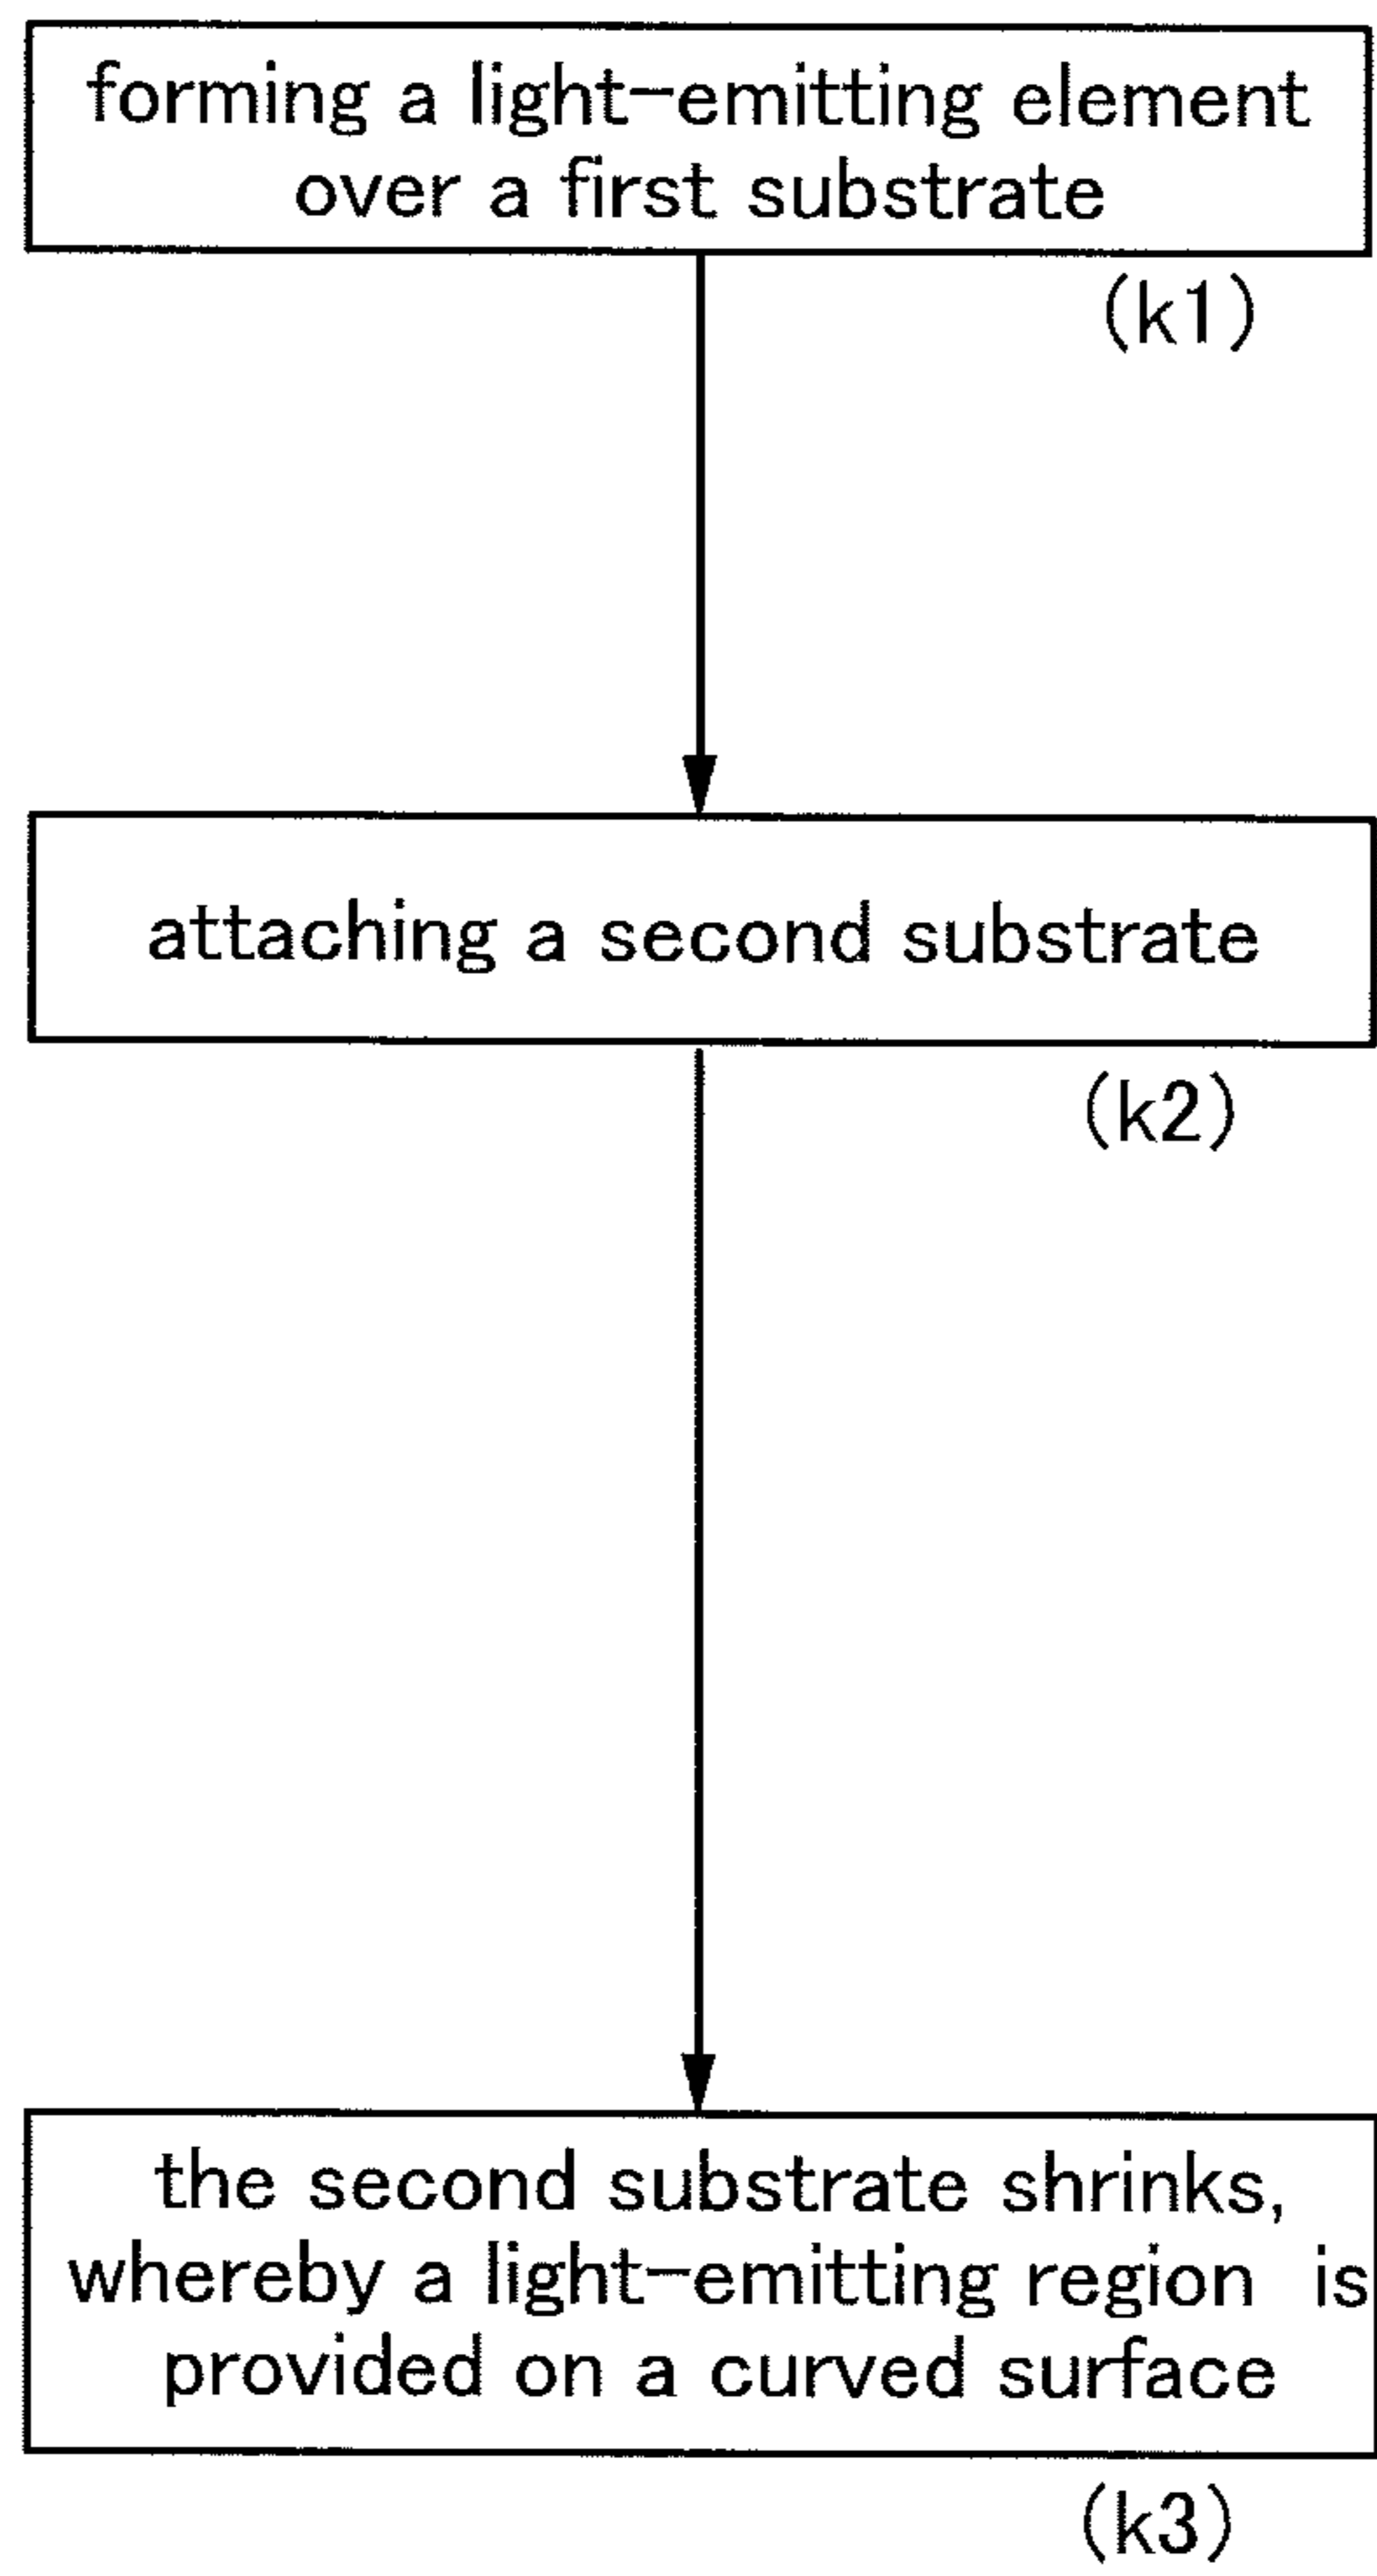 forming a light-emitting element
over a first substrate
(k1)
attaching a second substrate
(k2)
the second substrate shrinks,
whereby a light-emitting region is
provided on a curved surface
(k3)